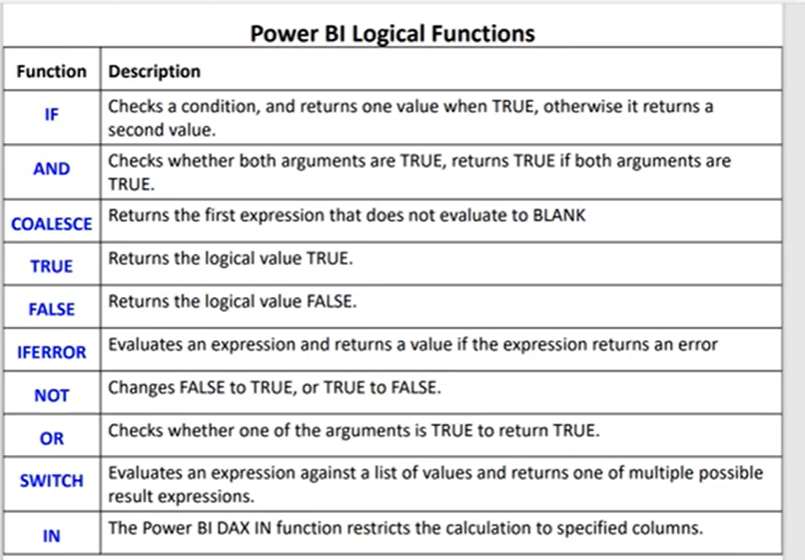 Power BI Logical Functions
Function Description
IF Checks a condition, and returns one value when TRUE, otherwise it returns a
second value.
AND Checks whether both arguments are TRUE, returns TRUE if both arguments are
TRUE.
COALESCE Returns the first expression that does not evaluate to BLANK
TRUE Returns the logical value TRUE.
FALSE Returns the logical value FALSE.
IFERROR Evaluates an expression and returns a value if the expression returns an error
NOT Changes FALSE to TRUE, or TRUE to FALSE.
OR Checks whether one of the arguments is TRUE to return TRUE.
SWITCH Evaluates an expression against a list of values and returns one of multiple possible
result expressions.
IN The Power BI DAX IN function restricts the calculation to specified columns.